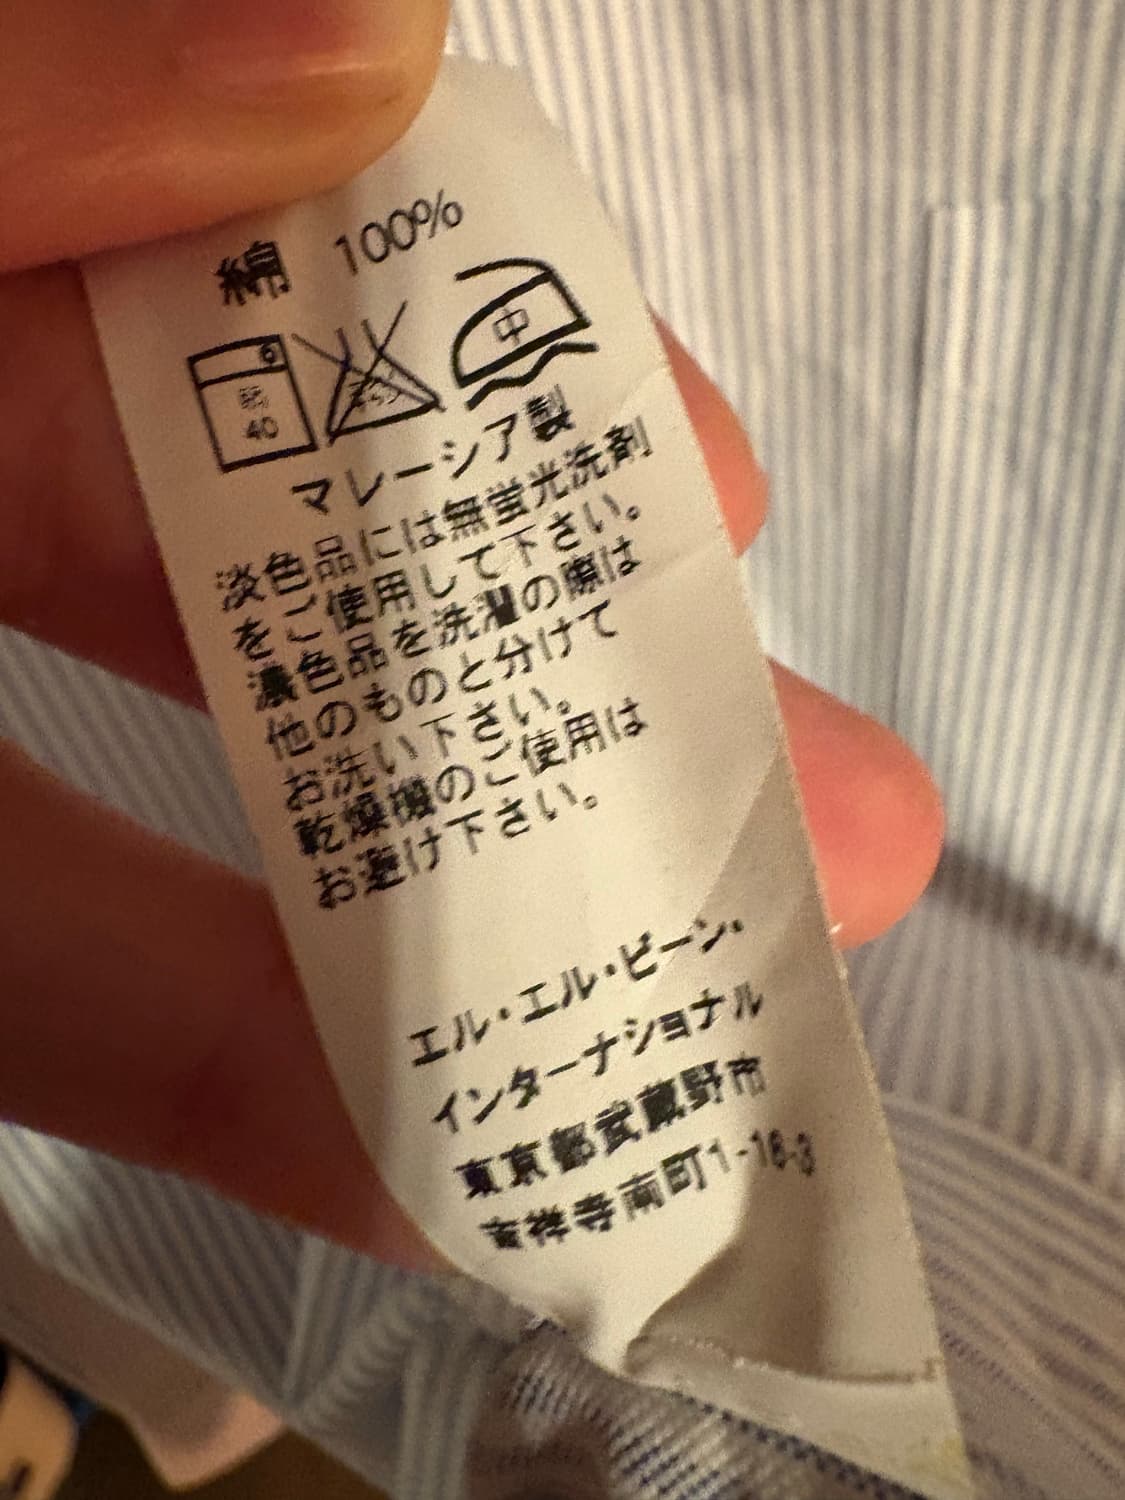 綿 100%
40
中
マレーシア製
淡色品には無蛍光洗剤
をご使用して下さい。
濃色品を洗濯の際は
他のものと分けて
お洗い下さい。
乾燥機のご使用は
お避け下さい。
エル・エル・ビーン・
インターナショナル
東京都武蔵野市
吉祥寺南町1-16-3